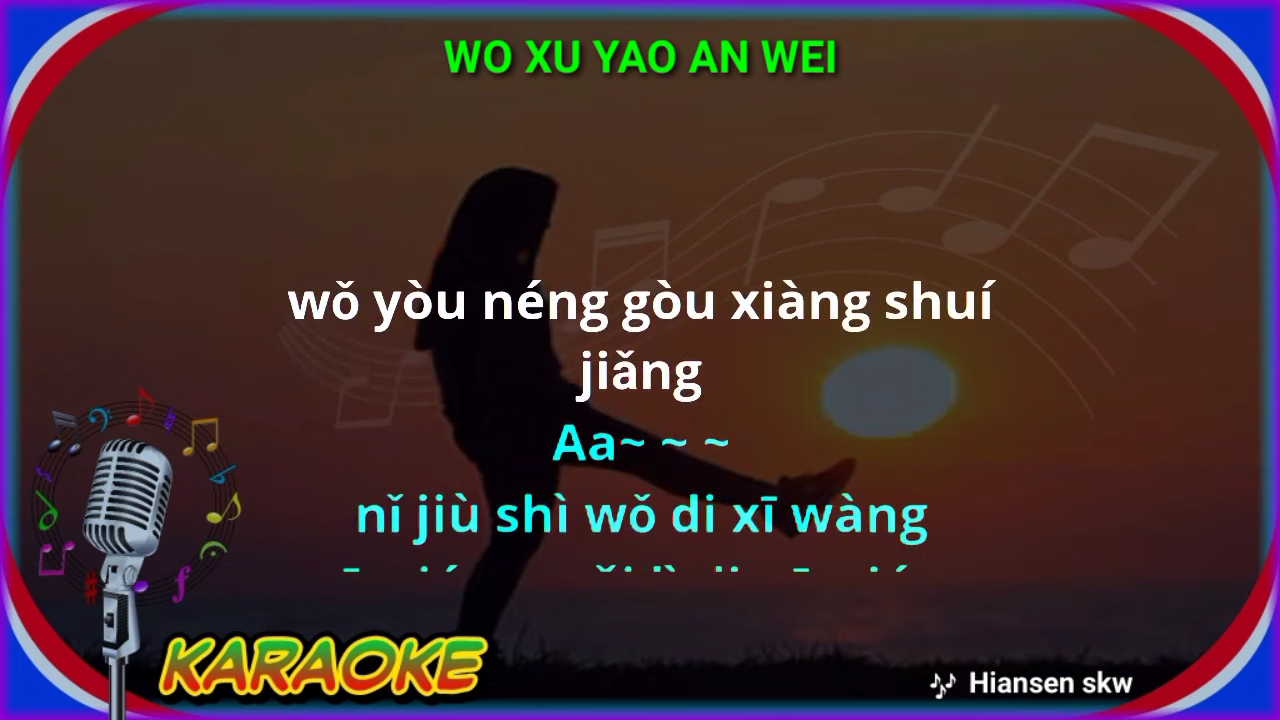 WO XU YAO AN WEI
wǒ yòu néng gòu xiàng shuí
jiǎng
Aa~ ~ ~
nǐ jiù shì wǒ di xī wàng
KARAOKE
Hiansen skw